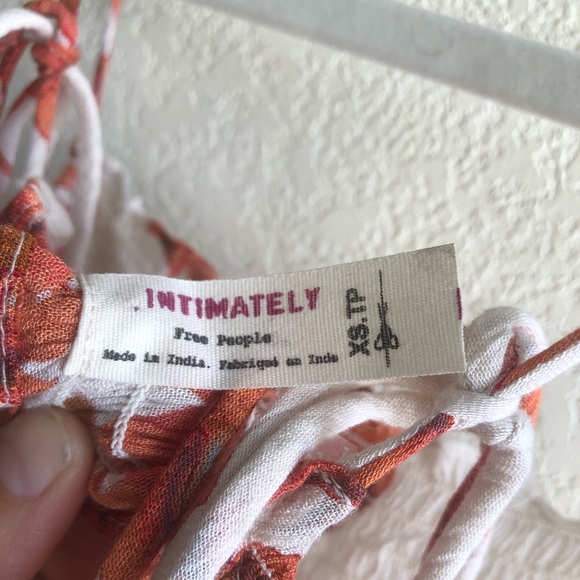 INTIMATELY
Free People
Made in India. Fabriqué en Inde
XS.TP